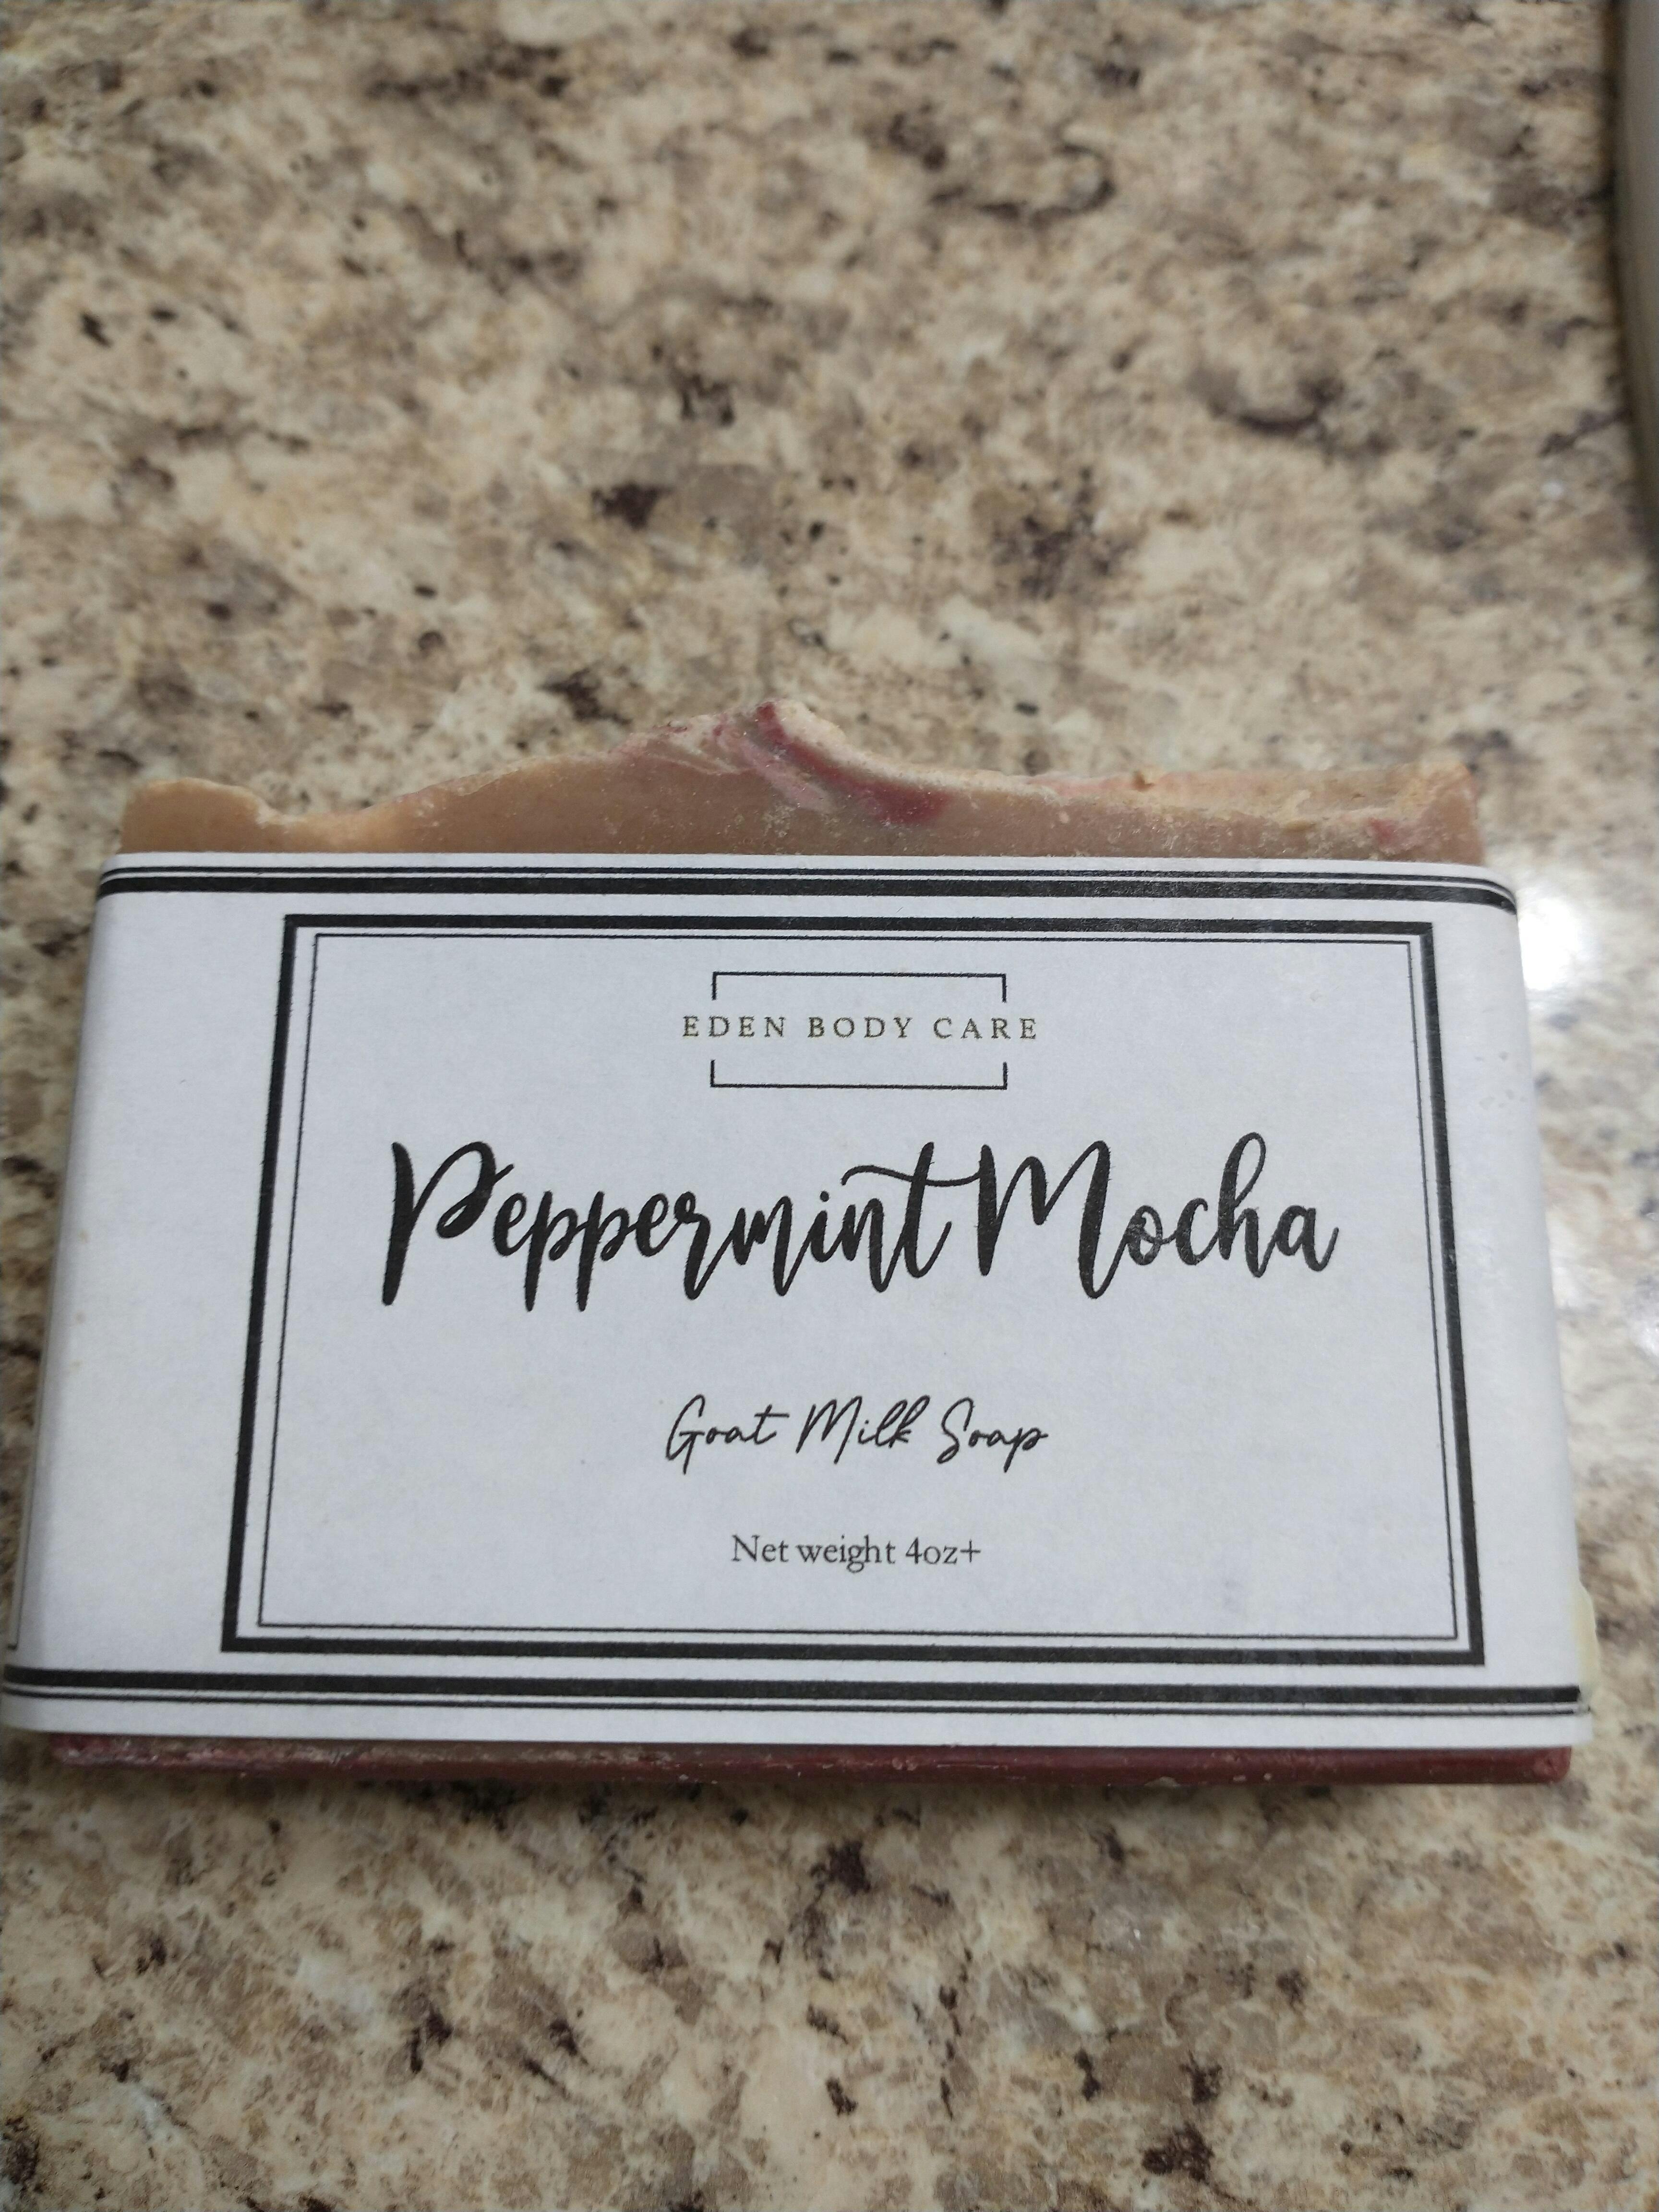 EDEN BODY CARE
Peppermint Mocha
Goat Milk Soap
Net weight 4oz+